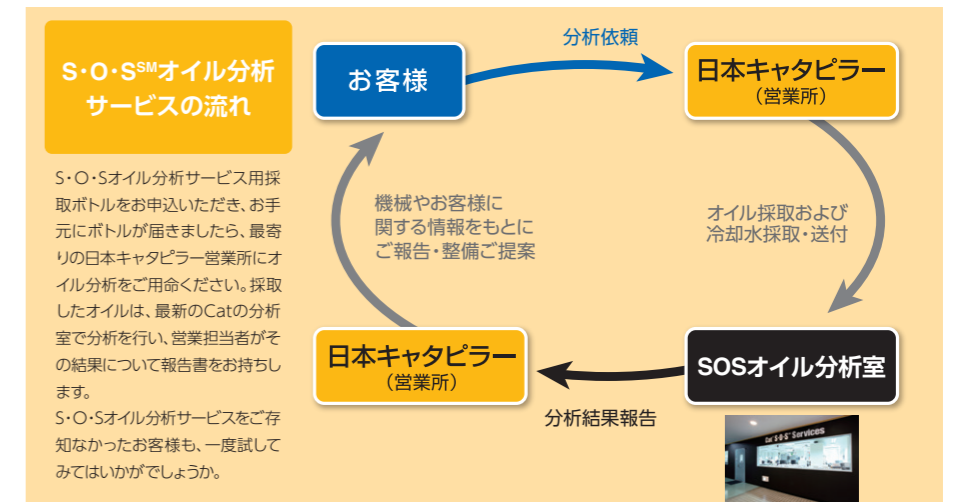 S・O・S℠オイル分析
サービスの流れ
S・O・Sオイル分析サービス用採
取ボトルをお申込いただき、お手
元にボトルが届きましたら、最寄
りの日本キャタピラー営業所にオ
イル分析をご用命ください。採取
したオイルは、最新のCatの分析
室で分析を行い、営業担当者がそ
の結果について報告書をお持ちし
ます。
S・O・Sオイル分析サービスをご存
知なかったお客様も、一度試して
みてはいかがでしょうか。
お客様
分析依頼
日本キャタピラー
（営業所）
オイル採取および
冷却水採取・送付
SOSオイル分析室
Cat S・O・S Services
分析結果報告
日本キャタピラー
（営業所）
機械やお客様に
関する情報をもとに
ご報告・整備ご提案